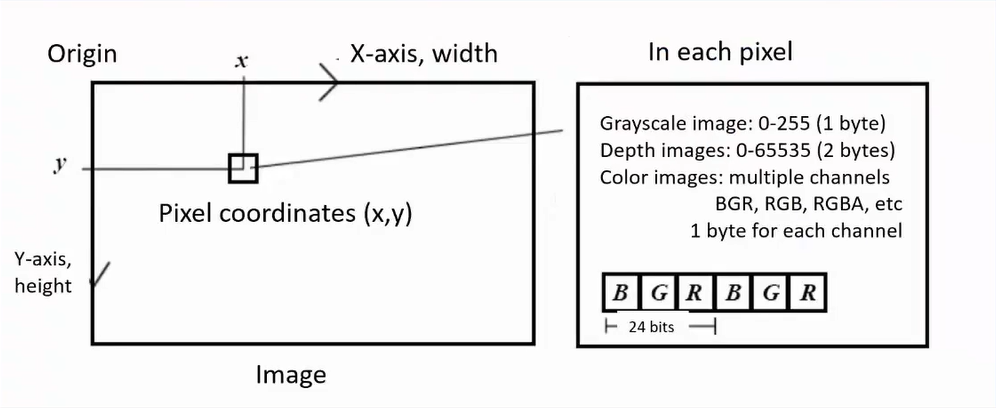 Origin
x
X-axis, width
y
Pixel coordinates (x,y)
Y-axis,
height
Image
In each pixel
Grayscale image: 0-255 (1 byte)
Depth images: 0-65535 (2 bytes)
Color images: multiple channels
BGR, RGB, RGBA, etc
1 byte for each channel
B G R B G R
24 bits